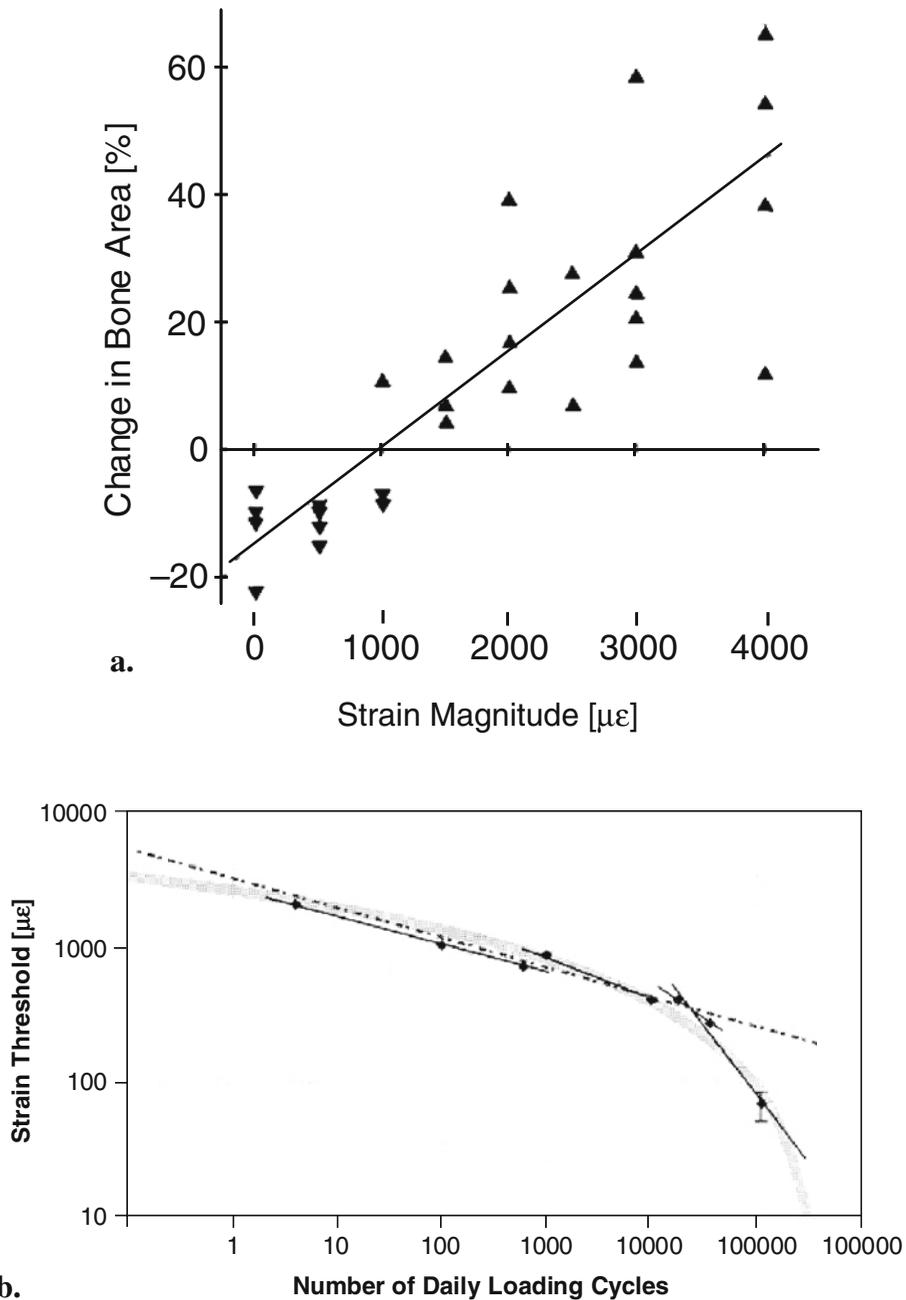 60
40
20
0
–20
Change in Bone Area [%]
0 1000 2000 3000 4000
a.
Strain Magnitude [με]
10000
1000
100
10
Strain Threshold [με]
1 10 100 1000 10000 100000 100000
b.
Number of Daily Loading Cycles